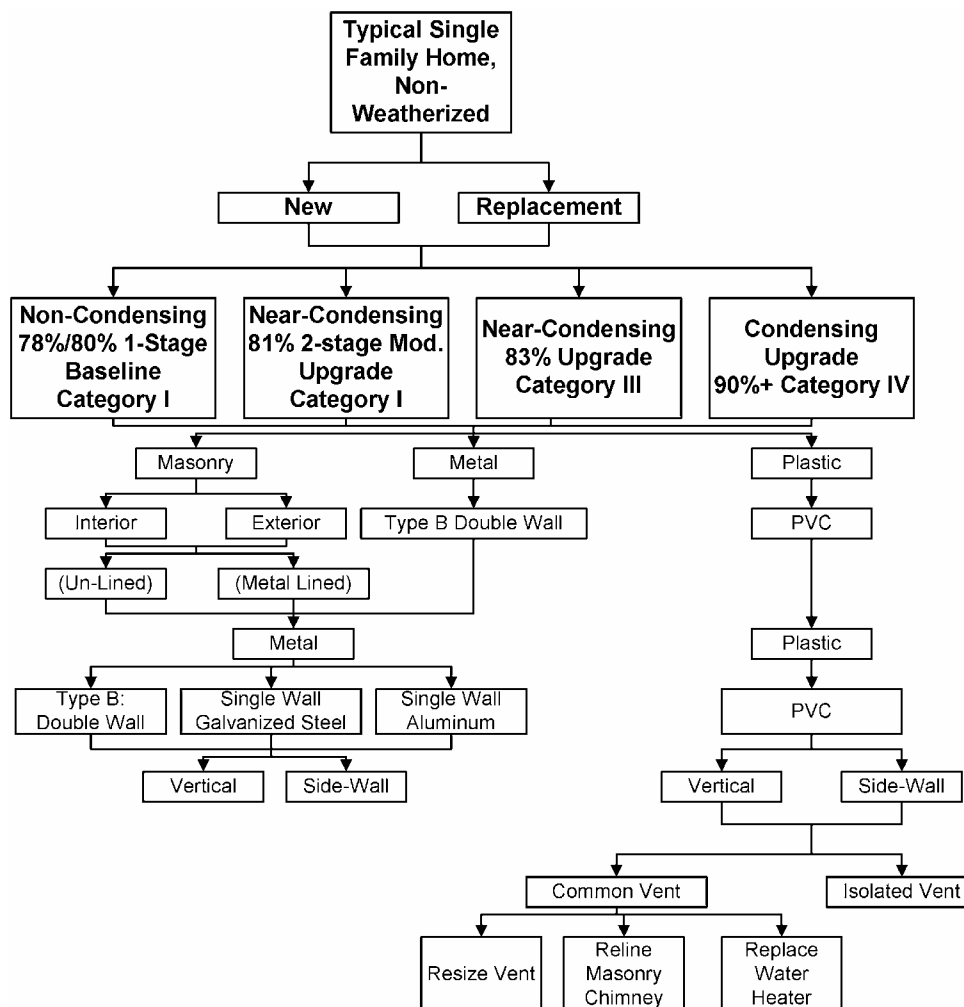 Typical Single
Family Home,
Non-
Weatherized
New
Replacement
Non-Condensing
78%/80% 1-Stage
Baseline
Category I
Near-Condensing
81% 2-stage Mod.
Upgrade
Category I
Near-Condensing
83% Upgrade
Category III
Condensing
Upgrade
90%+ Category IV
Masonry
Metal
Plastic
Interior
Exterior
Type B Double Wall
PVC
(Un-Lined)
(Metal Lined)
Metal
Plastic
Type B:
Double Wall
Single Wall
Galvanized Steel
Single Wall
Aluminum
PVC
Vertical
Side-Wall
Vertical
Side-Wall
Common Vent
Isolated Vent
Resize Vent
Reline
Masonry
Chimney
Replace
Water
Heater